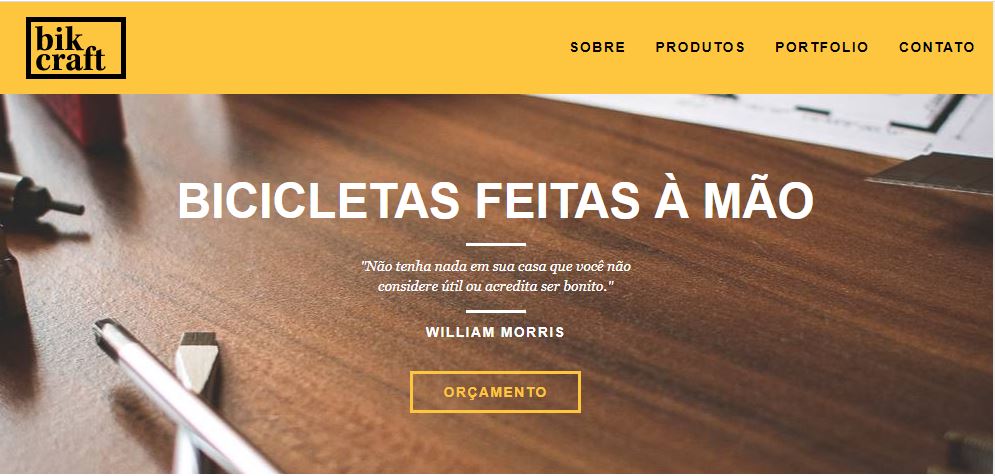 bik
craft
SOBRE PRODUTOS PORTFOLIO CONTATO
BICICLETAS FEITAS À MÃO
"Não tenha nada em sua casa que você não
considere útil ou acredita ser bonito."
WILLIAM MORRIS
ORÇAMENTO